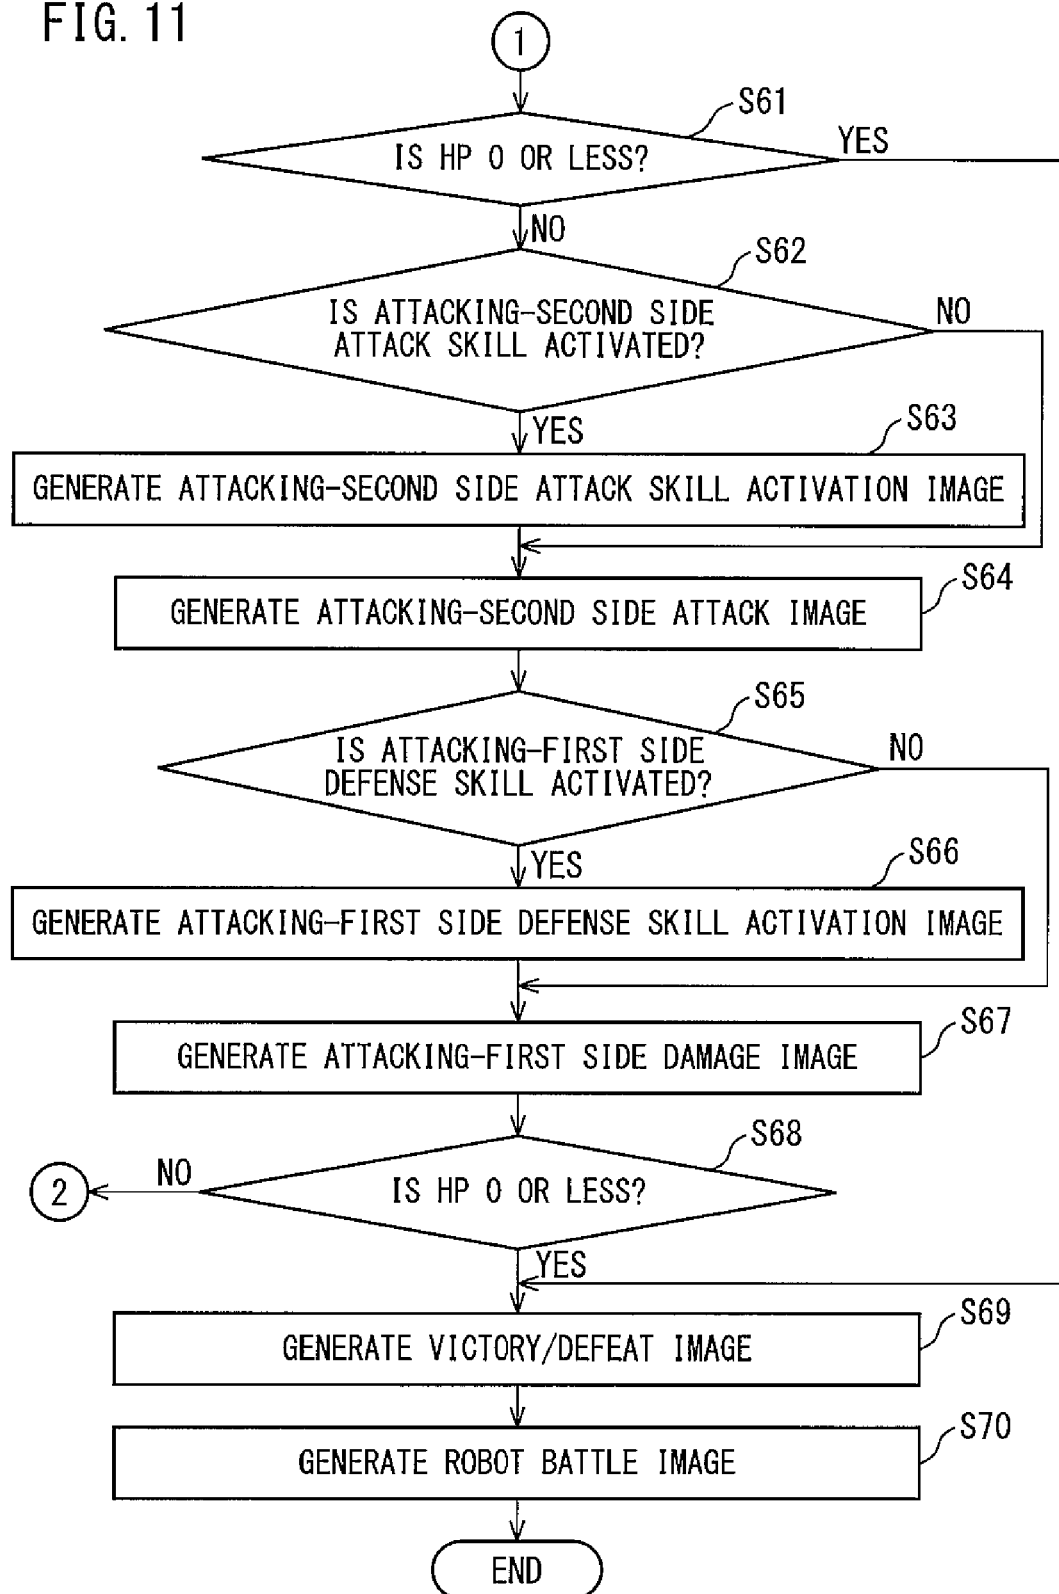 FIG. 11
1
S61
IS HP 0 OR LESS?
YES
NO
S62
IS ATTACKING-SECOND SIDE
ATTACK SKILL ACTIVATED?
NO
YES
S63
GENERATE ATTACKING-SECOND SIDE ATTACK SKILL ACTIVATION IMAGE
S64
GENERATE ATTACKING-SECOND SIDE ATTACK IMAGE
S65
IS ATTACKING-FIRST SIDE
DEFENSE SKILL ACTIVATED?
NO
YES
S66
GENERATE ATTACKING-FIRST SIDE DEFENSE SKILL ACTIVATION IMAGE
S67
GENERATE ATTACKING-FIRST SIDE DAMAGE IMAGE
S68
IS HP 0 OR LESS?
NO
2
YES
S69
GENERATE VICTORY/DEFEAT IMAGE
S70
GENERATE ROBOT BATTLE IMAGE
END